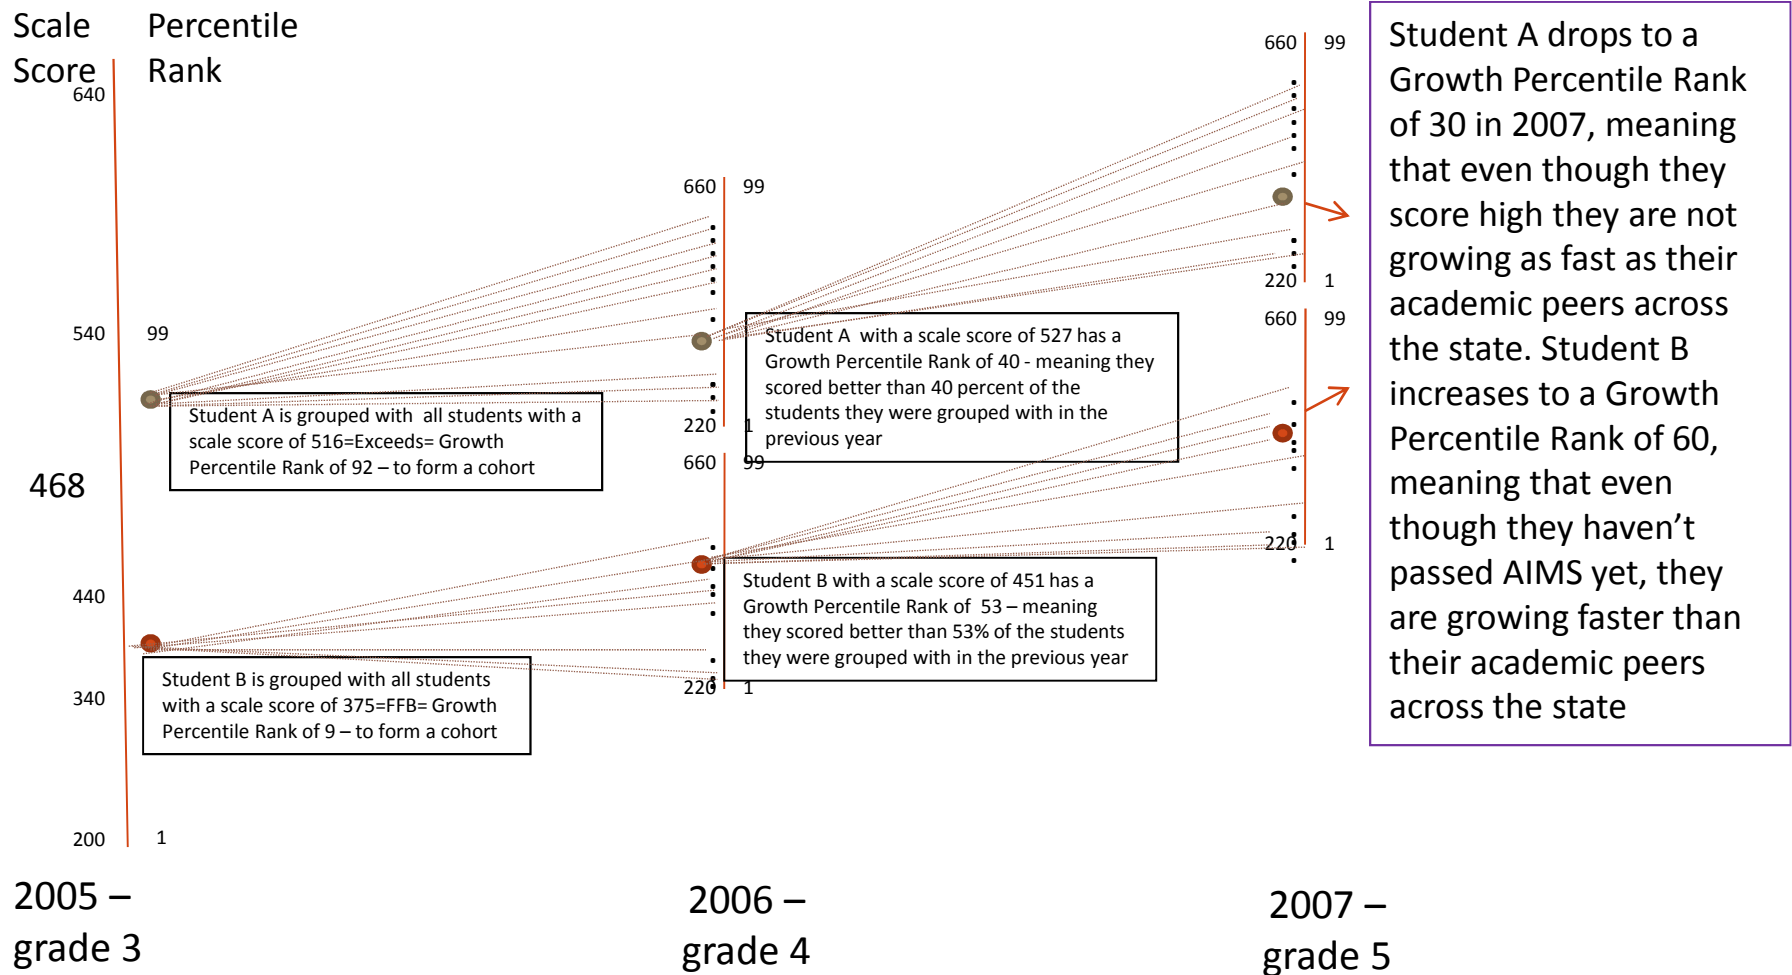 Scale Percentile
Score Rank
640
540 99
468
440
340
200 1
Student A is grouped with all students with a
scale score of 516=Exceeds= Growth
Percentile Rank of 92 – to form a cohort
Student B is grouped with all students
with a scale score of 375=FFB= Growth
Percentile Rank of 9 – to form a cohort
2005 –
grade 3
660 99
220 1
Student A with a scale score of 527 has a
Growth Percentile Rank of 40 - meaning they
scored better than 40 percent of the
students they were grouped with in the
previous year
660 99
220 1
Student B with a scale score of 451 has a
Growth Percentile Rank of 53 – meaning
they scored better than 53% of the students
they were grouped with in the previous year
2006 –
grade 4
660 99
220 1
660 99
220 1
2007 –
grade 5
Student A drops to a
Growth Percentile Rank
of 30 in 2007, meaning
that even though they
score high they are not
growing as fast as their
academic peers across
the state. Student B
increases to a Growth
Percentile Rank of 60,
meaning that even
though they haven’t
passed AIMS yet, they
are growing faster than
their academic peers
across the state